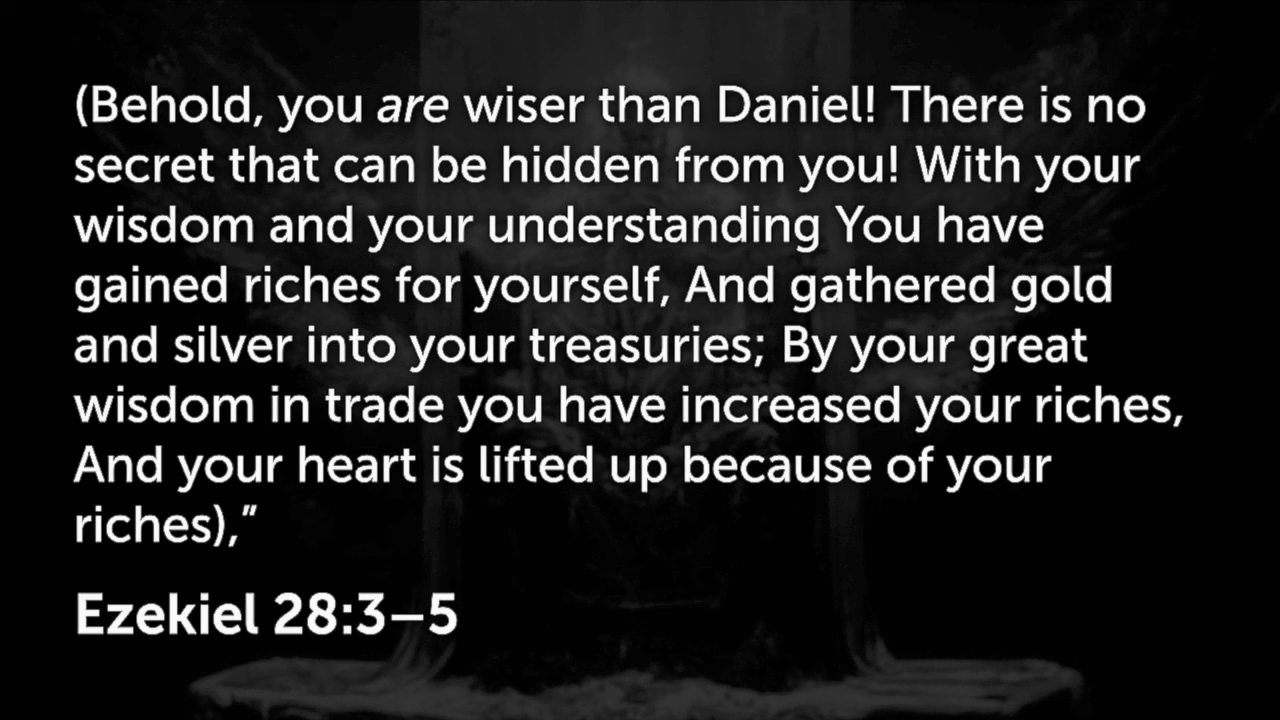 (Behold, you are wiser than Daniel! There is no
secret that can be hidden from you! With your
wisdom and your understanding You have
gained riches for yourself, And gathered gold
and silver into your treasuries; By your great
wisdom in trade you have increased your riches,
And your heart is lifted up because of your
riches),”
Ezekiel 28:3–5